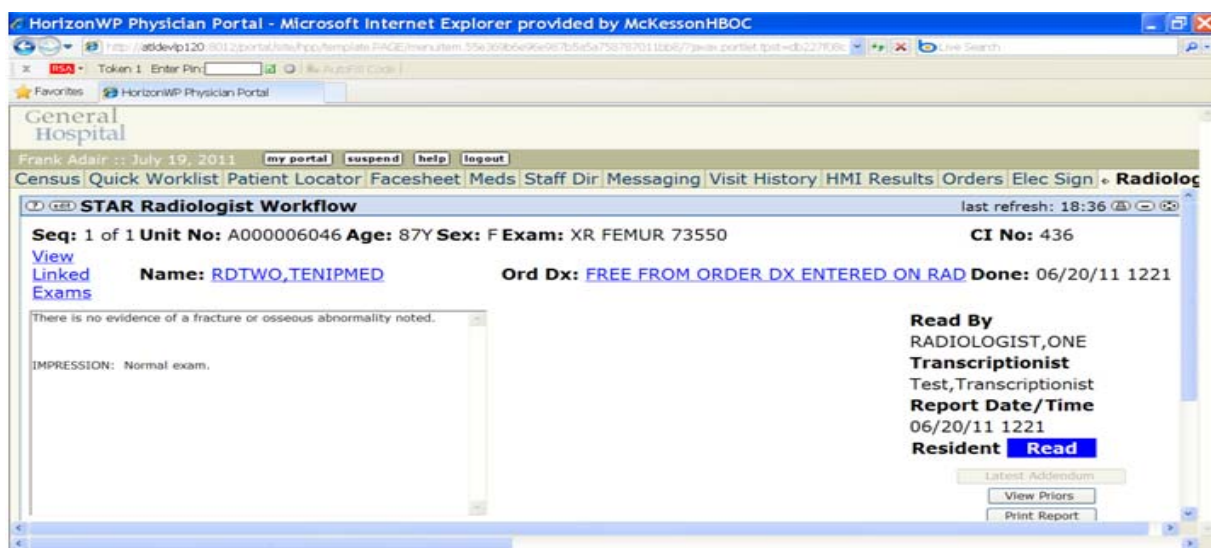 HorizonWP Physician Portal - Microsoft Internet Explorer provided by McKessonHBOC
Live Search
x RSA Token 1 Enter Pin:
Favorites HorizonWP Physician Portal
General
Hospital
Frank Adair :: July 19, 2011 my portal suspend help logout
Census Quick Worklist Patient Locator Facesheet Meds Staff Dir Messaging Visit History HMI Results Orders Elec Sign Radiolog
? edit STAR Radiologist Workflow last refresh: 18:36
Seq: 1 of 1 Unit No: A000006046 Age: 87Y Sex: F Exam: XR FEMUR 73550 CI No: 436
View
Linked Name: RDTWO,TENIPMED Ord Dx: FREE FROM ORDER DX ENTERED ON RAD Done: 06/20/11 1221
Exams
There is no evidence of a fracture or osseous abnormality noted.
IMPRESSION: Normal exam.
Read By
RADIOLOGIST,ONE
Transcriptionist
Test,Transcriptionist
Report Date/Time
06/20/11 1221
Resident Read
Latest Addendum
View Priors
Print Report